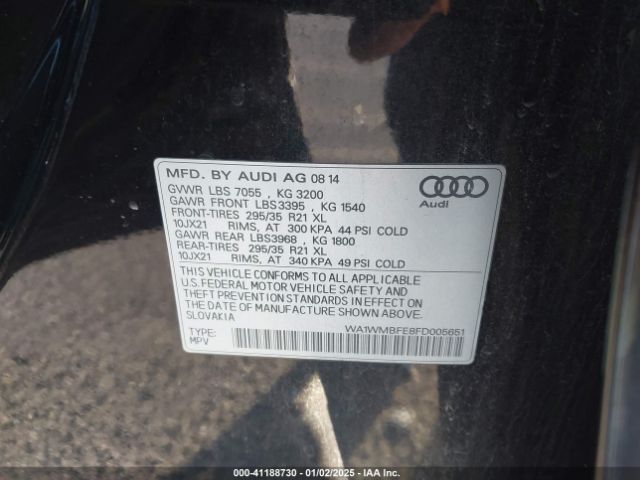 MFD. BY AUDI AG 08 14
GVWR LBS 7055 , KG 3200
GAWR FRONT LBS3395 , KG 1540
FRONT-TIRES 295/35 R21 XL
10JX21 RIMS, AT 300 KPA 44 PSI COLD
GAWR REAR LBS3968 , KG 1800
REAR-TIRES 295/35 R21 XL
10JX21 RIMS, AT 340 KPA 49 PSI COLD
Audi
THIS VEHICLE CONFORMS TO ALL APPLICABLE
U.S. FEDERAL MOTOR VEHICLE SAFETY AND
THEFT PREVENTION STANDARDS IN EFFECT ON
THE DATE OF MANUFACTURE SHOWN ABOVE.
SLOVAKIA
TYPE: WA1WMBFE8FD005651
MPV
000-41188730 - 01/02/2025 - IAA Inc.